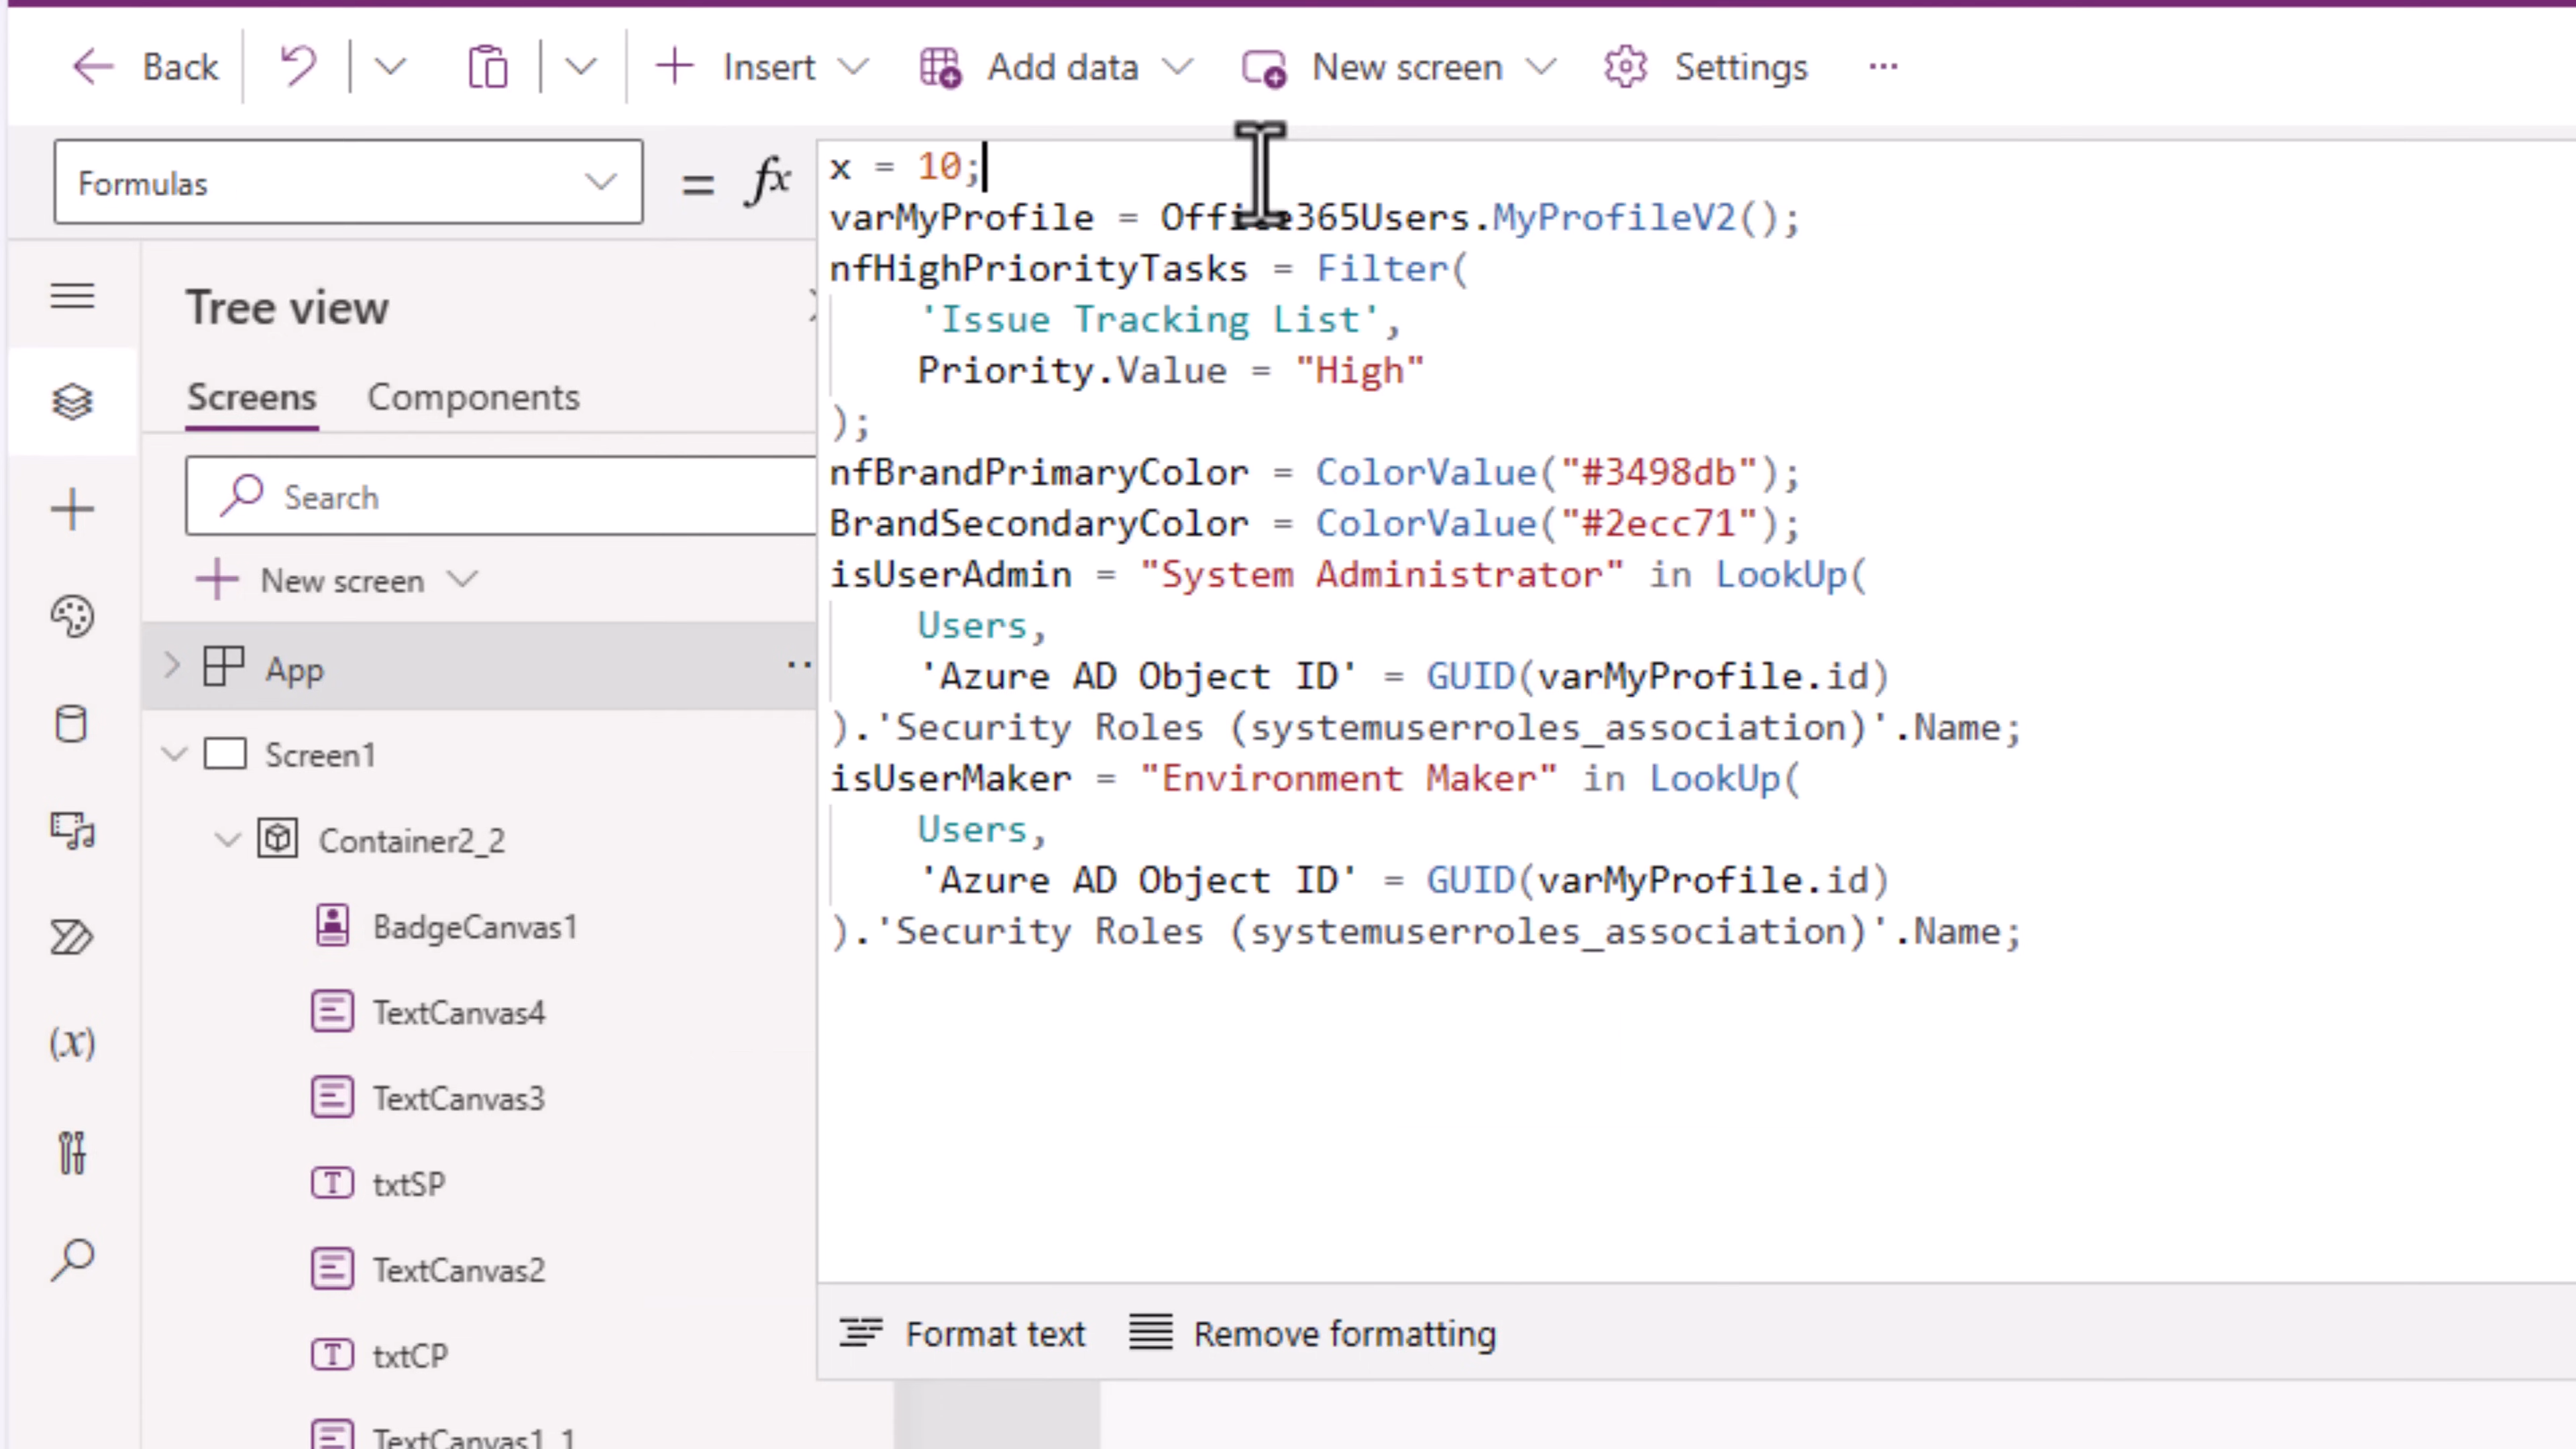 Back
Insert
Add data
New screen
Settings
Formulas
= fx
x = 10;
varMyProfile = Office365Users.MyProfileV2();
nfHighPriorityTasks = Filter(
'Issue Tracking List',
Priority.Value = "High"
);
nfBrandPrimaryColor = ColorValue("#3498db");
BrandSecondaryColor = ColorValue("#2ecc71");
isUserAdmin = "System Administrator" in LookUp(
Users,
'Azure AD Object ID' = GUID(varMyProfile.id)
).'Security Roles (systemuserroles_association)'.Name;
isUserMaker = "Environment Maker" in LookUp(
Users,
'Azure AD Object ID' = GUID(varMyProfile.id)
).'Security Roles (systemuserroles_association)'.Name;
Format text
Remove formatting
Tree view
Screens
Components
Search
New screen
App
Screen1
Container2_2
BadgeCanvas1
TextCanvas4
TextCanvas3
txtSP
TextCanvas2
txtCP
TextCanvas1_1
(x)